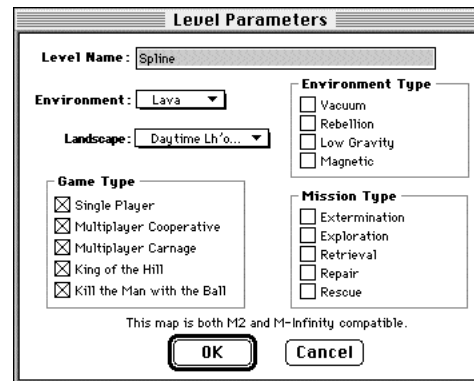 Level Parameters
Level Name: Spline
Environment: Lava
Landscape: Daytime Lh'o...
Environment Type
Vacuum
Rebellion
Low Gravity
Magnetic
Game Type
Single Player
Multiplayer Cooperative
Multiplayer Carnage
King of the Hill
Kill the Man with the Ball
Mission Type
Extermination
Exploration
Retrieval
Repair
Rescue
This map is both M2 and M-Infinity compatible.
OK Cancel